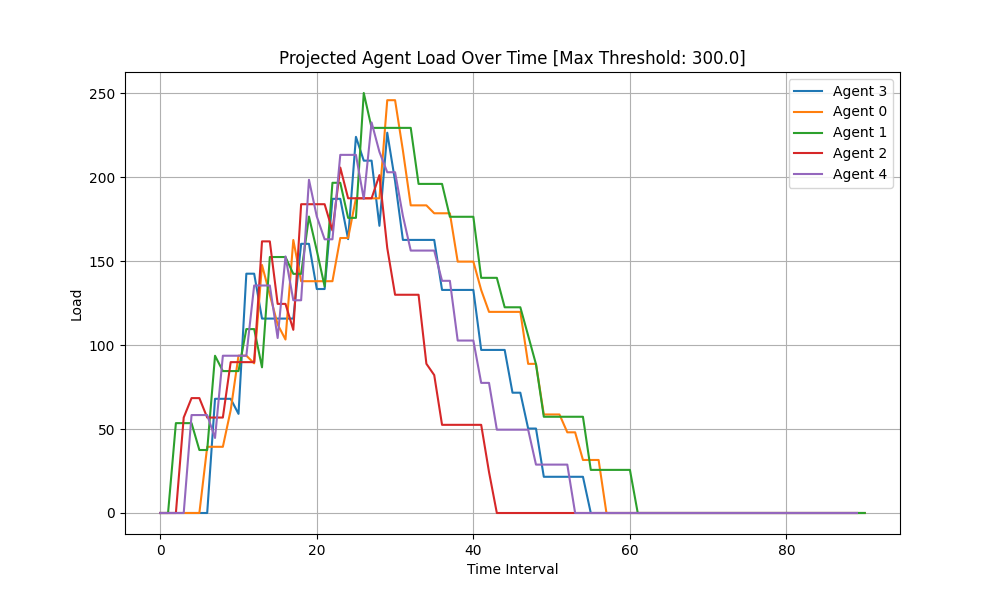 Projected Agent Load Over Time [Max Threshold: 300.0]
Load
250
200
150
100
50
0
0 20 40 60 80
Time Interval
Agent 3
Agent 0
Agent 1
Agent 2
Agent 4